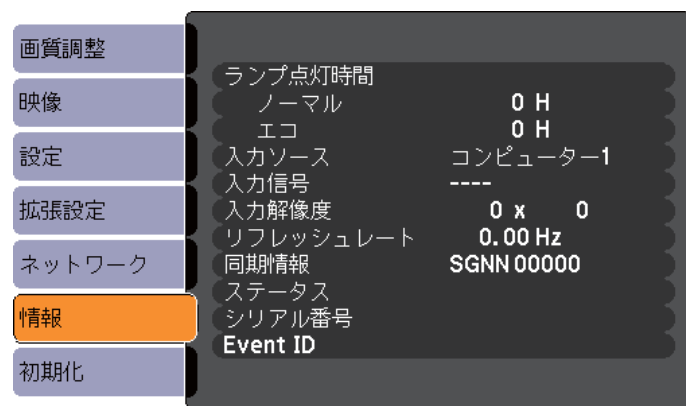 画質調整
映像
設定
拡張設定
ネットワーク
情報
初期化
ランプ点灯時間
ノーマル 0 H
エコ 0 H
入力ソース コンピューター1
入力信号 ----
入力解像度 0 x 0
リフレッシュレート 0.00 Hz
同期情報 SGNN 00000
ステータス
シリアル番号
Event ID